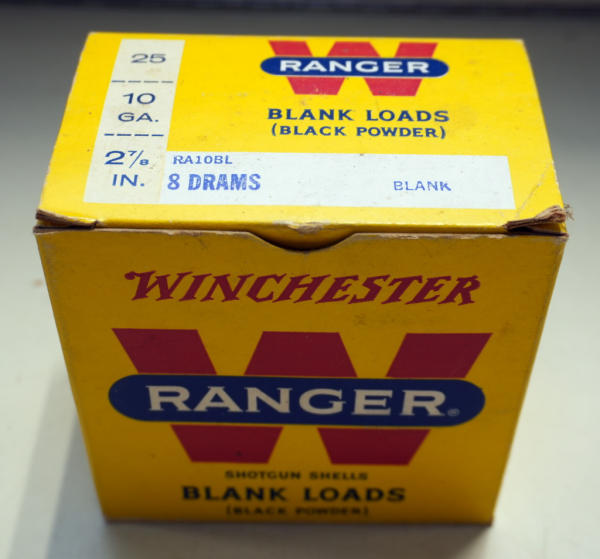 25
10
GA.
2⅞
IN.
RANGER
BLANK LOADS
(BLACK POWDER)
RA10BL
8 DRAMS
BLANK
WINCHESTER
RANGER®
SHOTGUN SHELLS
BLANK LOADS
(BLACK POWDER)